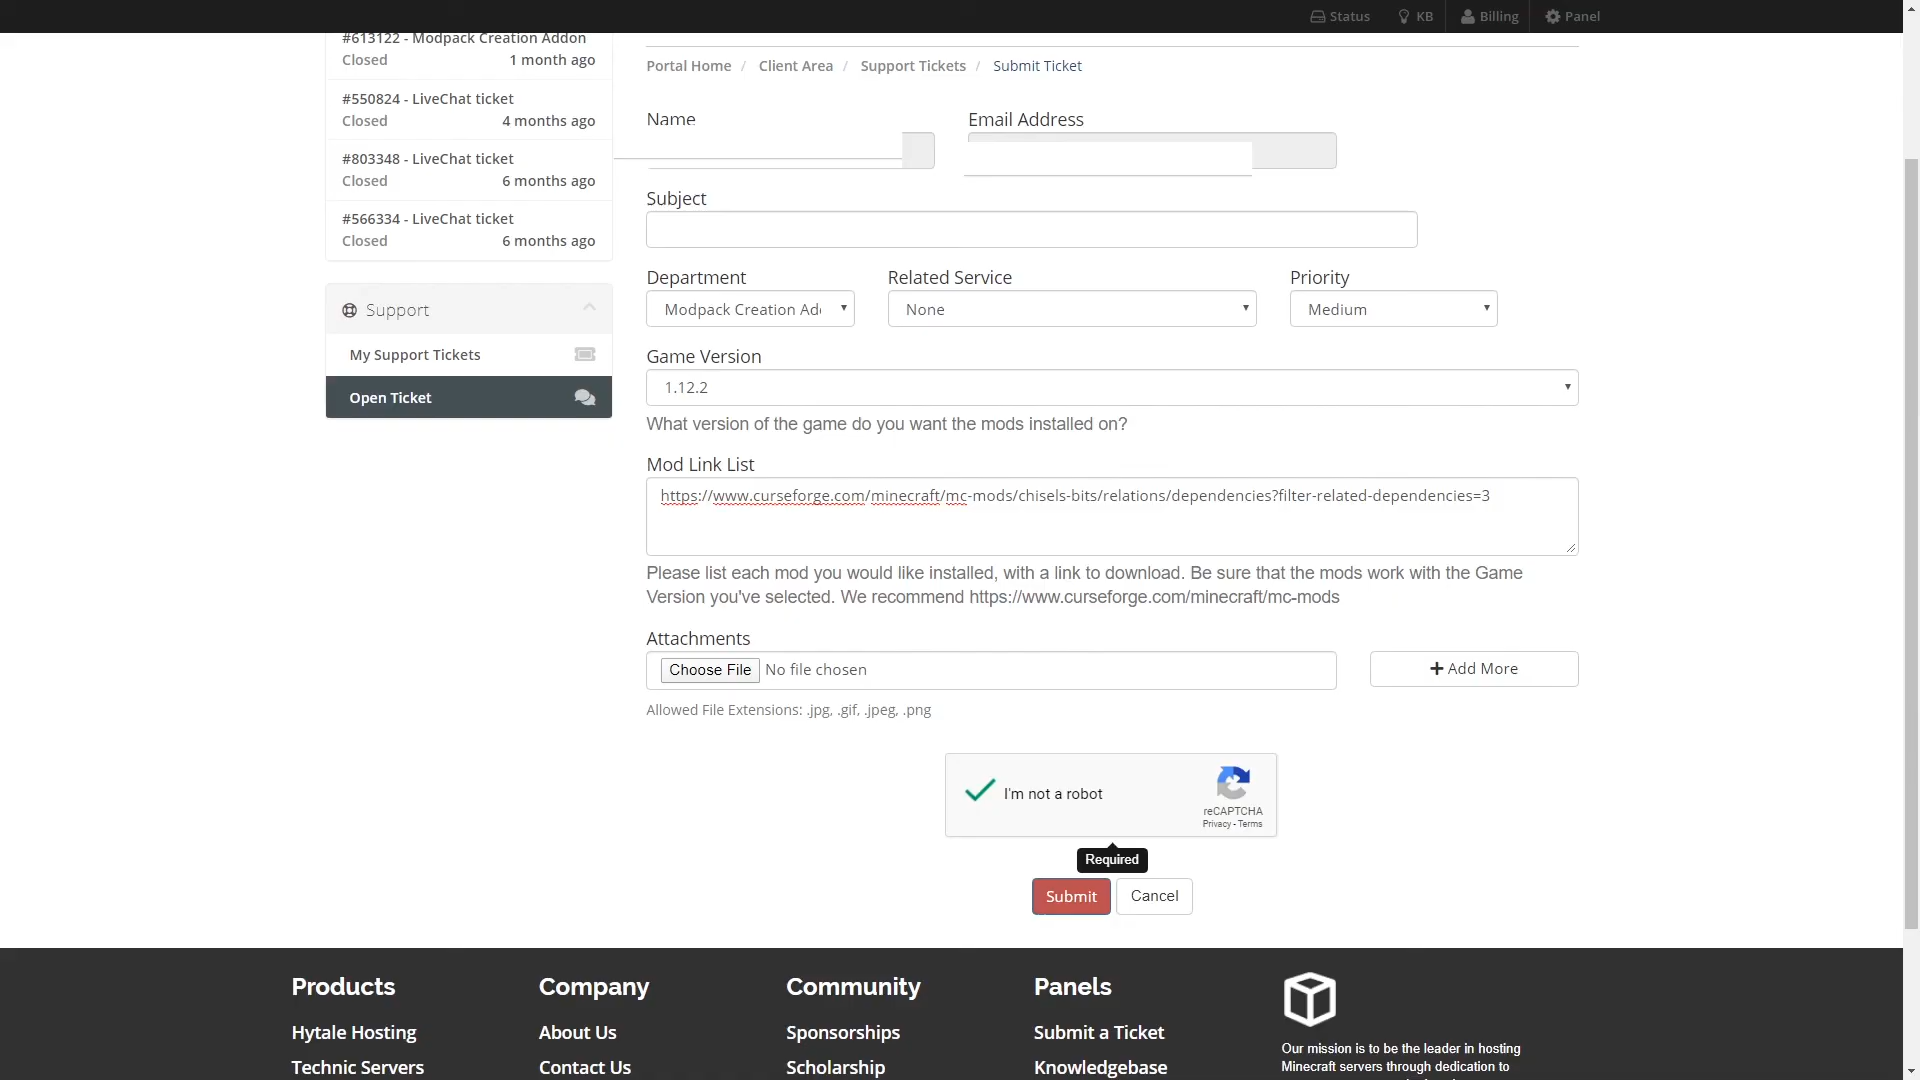 Status
KB
Billing
Panel
#613122 - Modpack Creation Addon
Closed
1 month ago
#550824 - LiveChat ticket
Closed
4 months ago
#803348 - LiveChat ticket
Closed
6 months ago
#566334 - LiveChat ticket
Closed
6 months ago
Support
My Support Tickets
Open Ticket
Portal Home / Client Area / Support Tickets / Submit Ticket
Name
Email Address
Subject
Department
Related Service
Priority
Modpack Creation Add
None
Medium
Game Version
1.12.2
What version of the game do you want the mods installed on?
Mod Link List
https://www.curseforge.com/minecraft/mc-mods/chisels-bits/relations/dependencies?filter-related-dependencies=3
Please list each mod you would like installed, with a link to download. Be sure that the mods work with the Game
Version you've selected. We recommend https://www.curseforge.com/minecraft/mc-mods
Attachments
Choose File No file chosen
Add More
Allowed File Extensions: .jpg, .gif, .jpeg, .png
I'm not a robot
reCAPTCHA
Privacy - Terms
Required
Submit
Cancel
Products
Hytale Hosting
Technic Servers
Company
About Us
Contact Us
Community
Sponsorships
Scholarship
Panels
Submit a Ticket
Knowledgebase
Our mission is to be the leader in hosting
Minecraft servers through dedication to